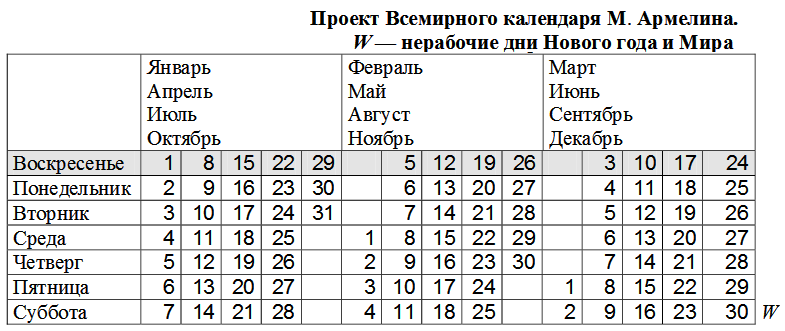 Проект Всемирного календаря М. Армелина.
W — нерабочие дни Нового года и Мира
Январь Февраль Март
Апрель Май Июнь
Июль Август Сентябрь
Октябрь Ноябрь Декабрь
Воскресенье 1 8 15 22 29 5 12 19 26 3 10 17 24
Понедельник 2 9 16 23 30 6 13 20 27 4 11 18 25
Вторник 3 10 17 24 31 7 14 21 28 5 12 19 26
Среда 4 11 18 25 1 8 15 22 29 6 13 20 27
Четверг 5 12 19 26 2 9 16 23 30 7 14 21 28
Пятница 6 13 20 27 3 10 17 24 1 8 15 22 29
Суббота 7 14 21 28 4 11 18 25 2 9 16 23 30 W